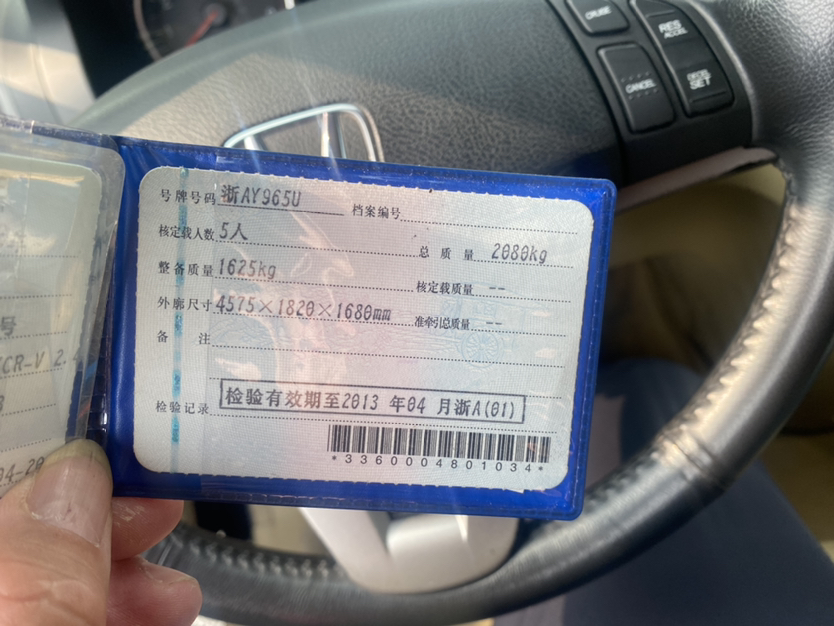 CRUISE
RES
ACCEL
CANCEL
DECEL
SET
号牌号码 浙AY965U 档案编号
核定载人数 5人 总质量 2080kg
整备质量 1625kg 核定载质量 --
外廓尺寸 4575×1820×1680mm 准牵引总质量 --
备注
检验记录 检验有效期至2013 年04 月浙A(01)
*3360004801034*
号
CR-V 2.
04-20